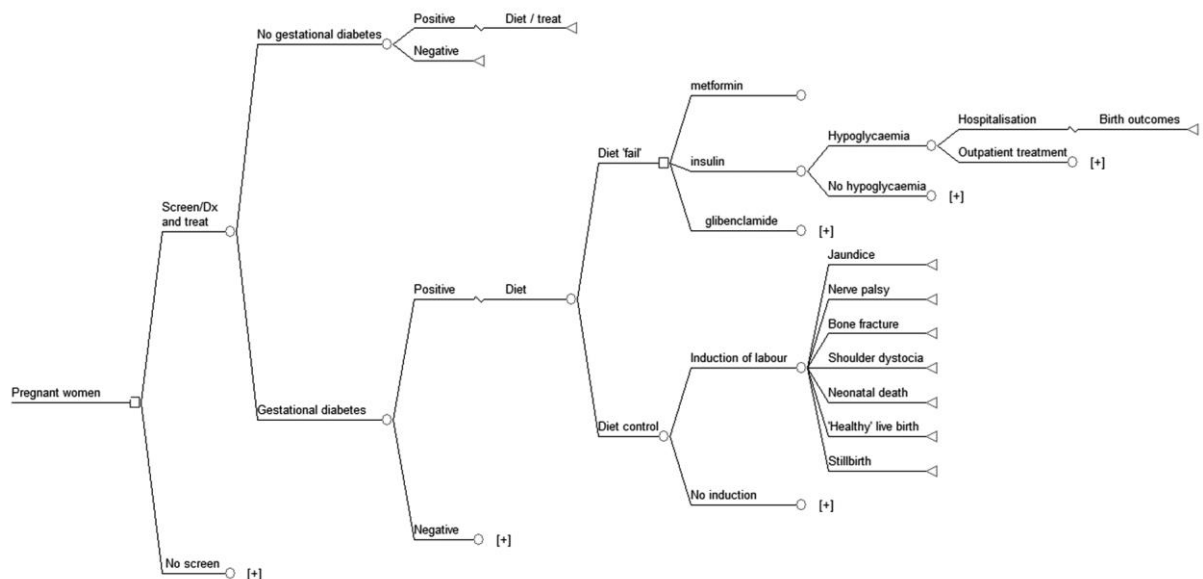 Positive
Diet / treat
No gestational diabetes
Negative
metformin
Hospitalisation
Birth outcomes
Hypoglycaemia
Diet 'fail'
insulin
Outpatient treatment
[+]
No hypoglycaemia
[+]
Screen/Dx
and treat
glibenclamide
[+]
Jaundice
Positive
Diet
Nerve palsy
Bone fracture
Induction of labour
Shoulder dystocia
Pregnant women
Neonatal death
Gestational diabetes
Diet control
'Healthy' live birth
Stillbirth
No induction
[+]
Negative
[+]
No screen
[+]